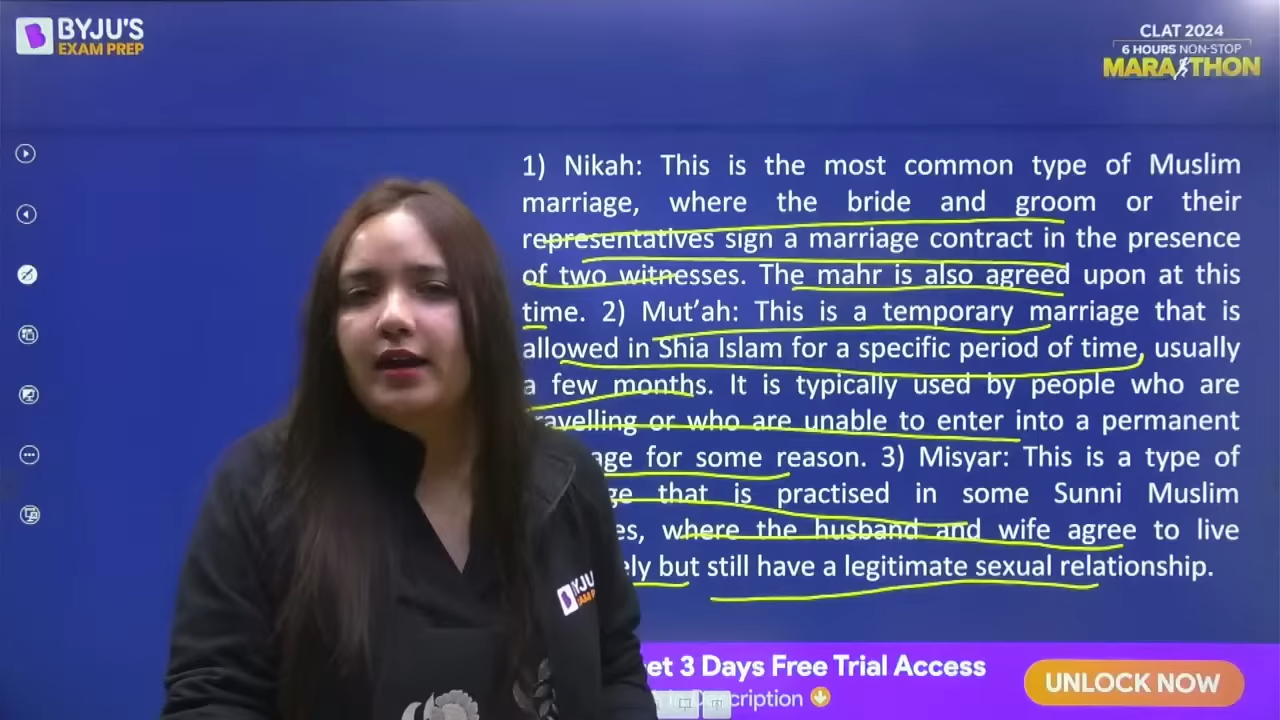 BYJU'S
EXAM PREP
CLAT 2024
6 HOURS NON-STOP
MARATHON
1) Nikah: This is the most common type of Muslim
marriage, where the bride and groom or their
representatives sign a marriage contract in the presence
of two witnesses. The mahr is also agreed upon at this
time. 2) Mut’ah: This is a temporary marriage that is
allowed in Shia Islam for a specific period of time, usually
a few months. It is typically used by people who are
travelling or who are unable to enter into a permanent
for some reason. 3) Misyar: This is a type of
that is practised in some Sunni Muslim
where the husband and wife agree to live
but still have a legitimate sexual relationship.
BYJU
3 Days Free Trial Access
UNLOCK NOW